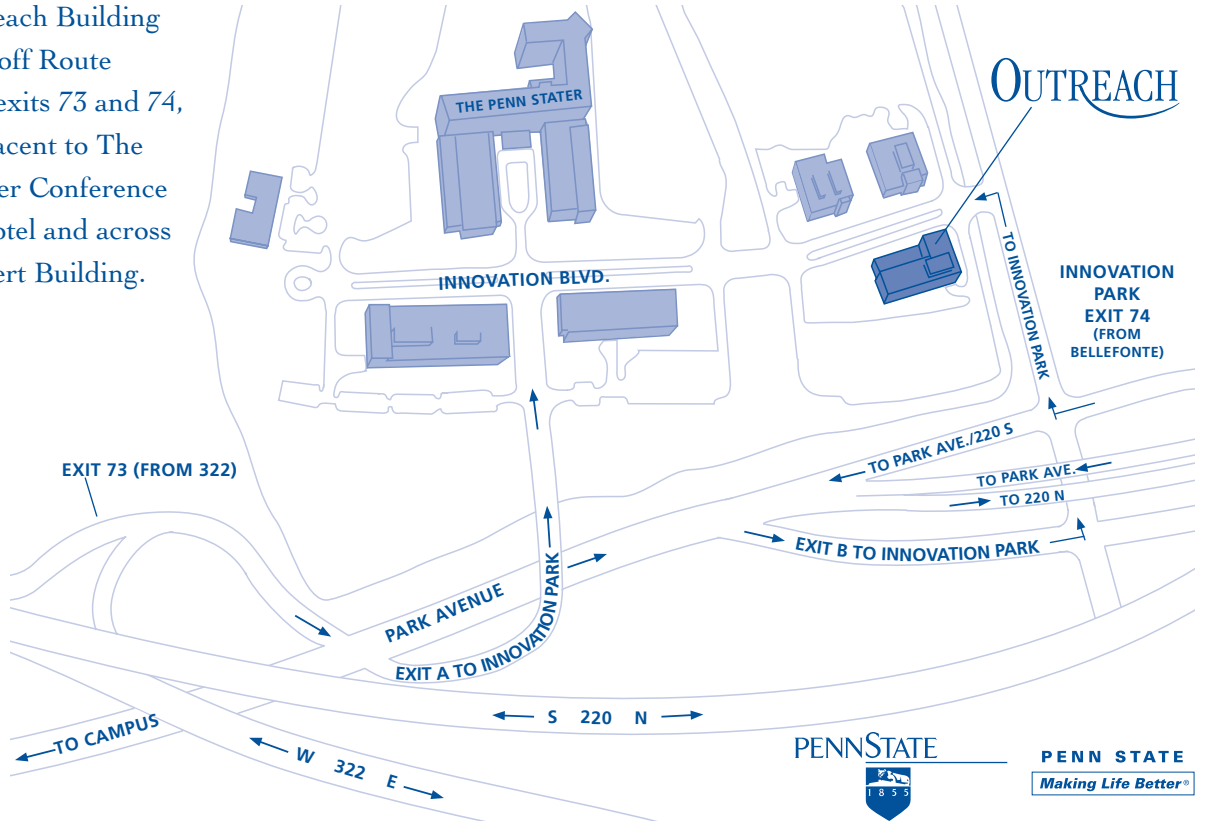 each Building
off Route
exits 73 and 74,
acent to The
er Conference
otel and across
ert Building.
THE PENN STATER
OUTREACH
INNOVATION BLVD.
TO INNOVATION PARK
INNOVATION
PARK
EXIT 74
(FROM
BELLEFONTE)
EXIT 73 (FROM 322)
TO PARK AVE./220 S
TO PARK AVE.
TO 220 N
EXIT B TO INNOVATION PARK
PARK AVENUE
EXIT A TO INNOVATION PARK
S 220 N
TO CAMPUS
W 322 E
PENNSTATE
1855
PENN STATE
Making Life Better®